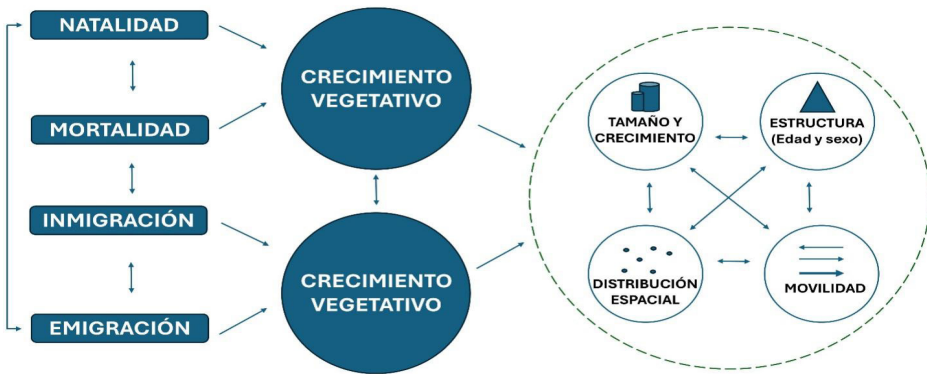 NATALIDAD
MORTALIDAD
INMIGRACIÓN
EMIGRACIÓN
CRECIMIENTO
VEGETATIVO
CRECIMIENTO
VEGETATIVO
TAMAÑO Y
CRECIMIENTO
ESTRUCTURA
(Edad y sexo)
DISTRIBUCIÓN
ESPACIAL
MOVILIDAD